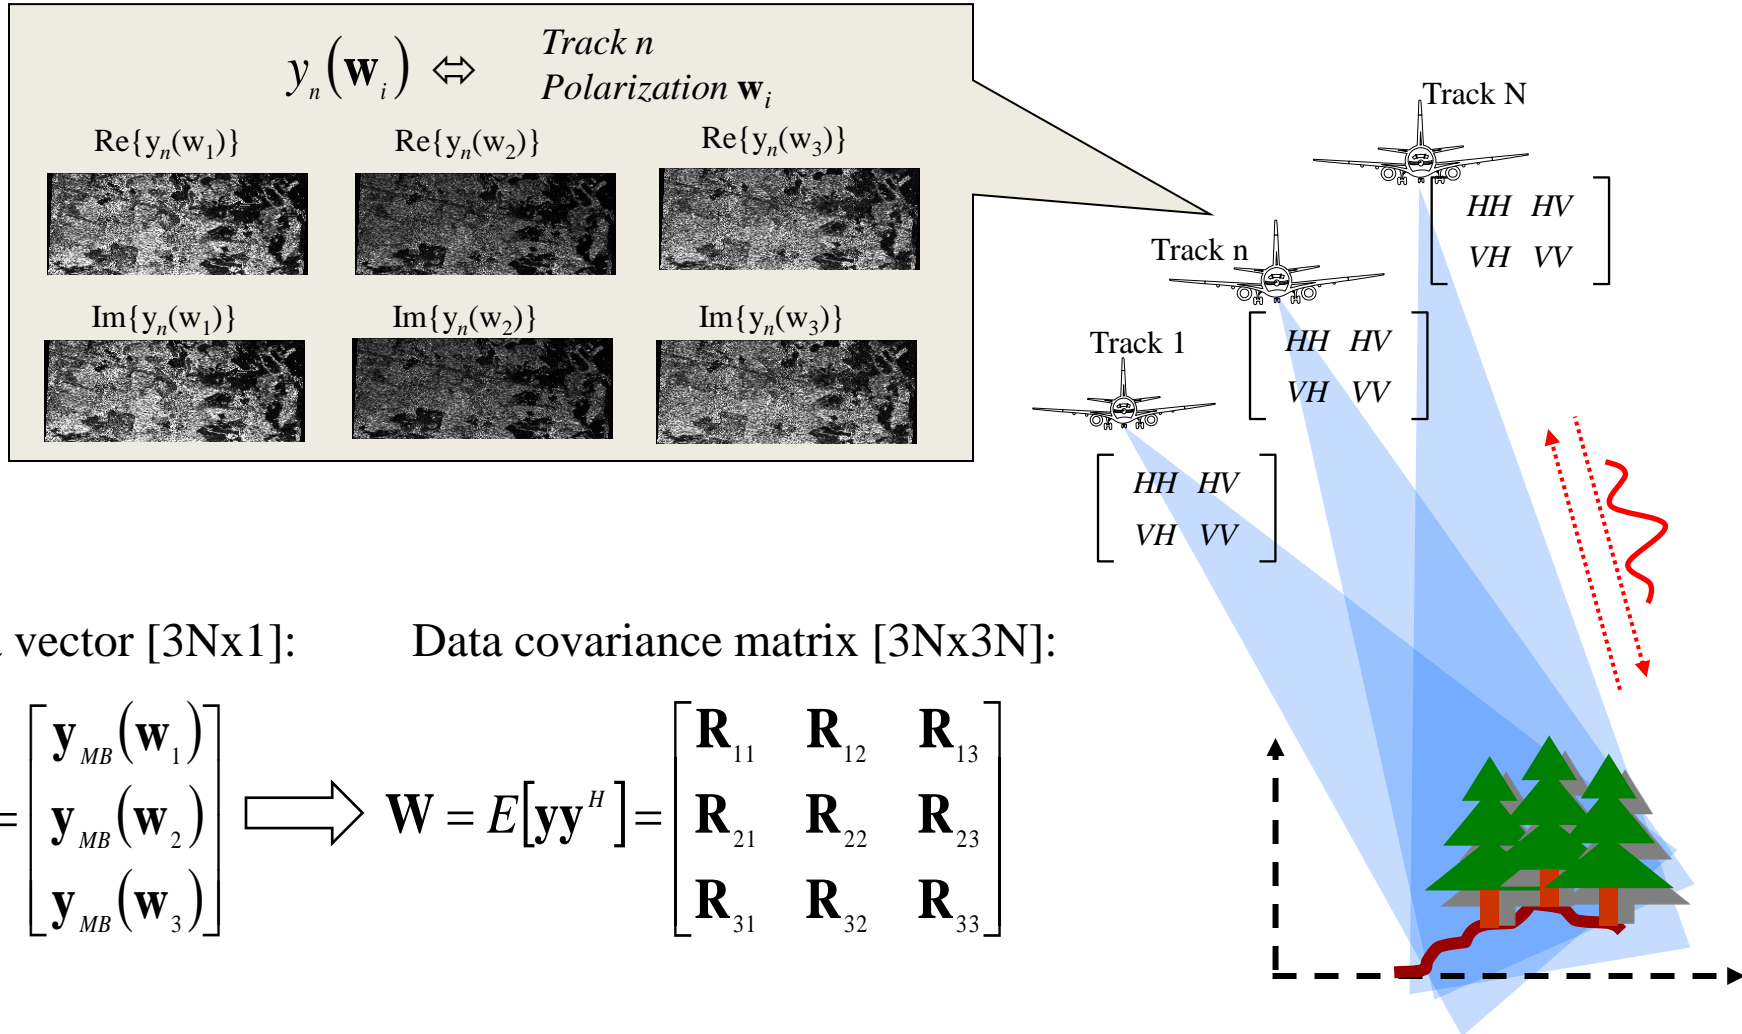 y_n(w_i) ⇔ Track n
Polarization w_i
Re{y_n(w_1)} Re{y_n(w_2)} Re{y_n(w_3)}
Im{y_n(w_1)} Im{y_n(w_2)} Im{y_n(w_3)}
Track N
HH HV
VH VV
Track n
HH HV
VH VV
Track 1
HH HV
VH VV
vector [3Nx1]:
Data covariance matrix [3Nx3N]:
= [y_MB(w_1)
y_MB(w_2)
y_MB(w_3)]
W = E[yy^H] = [R_11 R_12 R_13
R_21 R_22 R_23
R_31 R_32 R_33]